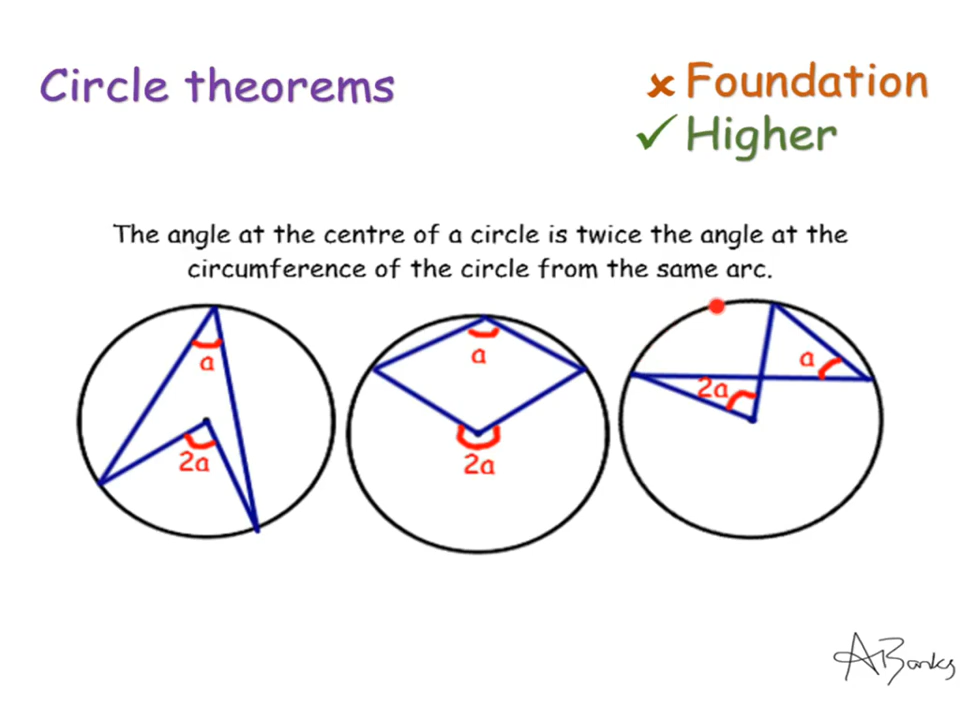 Circle theorems
× Foundation
✓ Higher
The angle at the centre of a circle is twice the angle at the
circumference of the circle from the same arc.
a
2a
a
2a
2a
a
ABanks